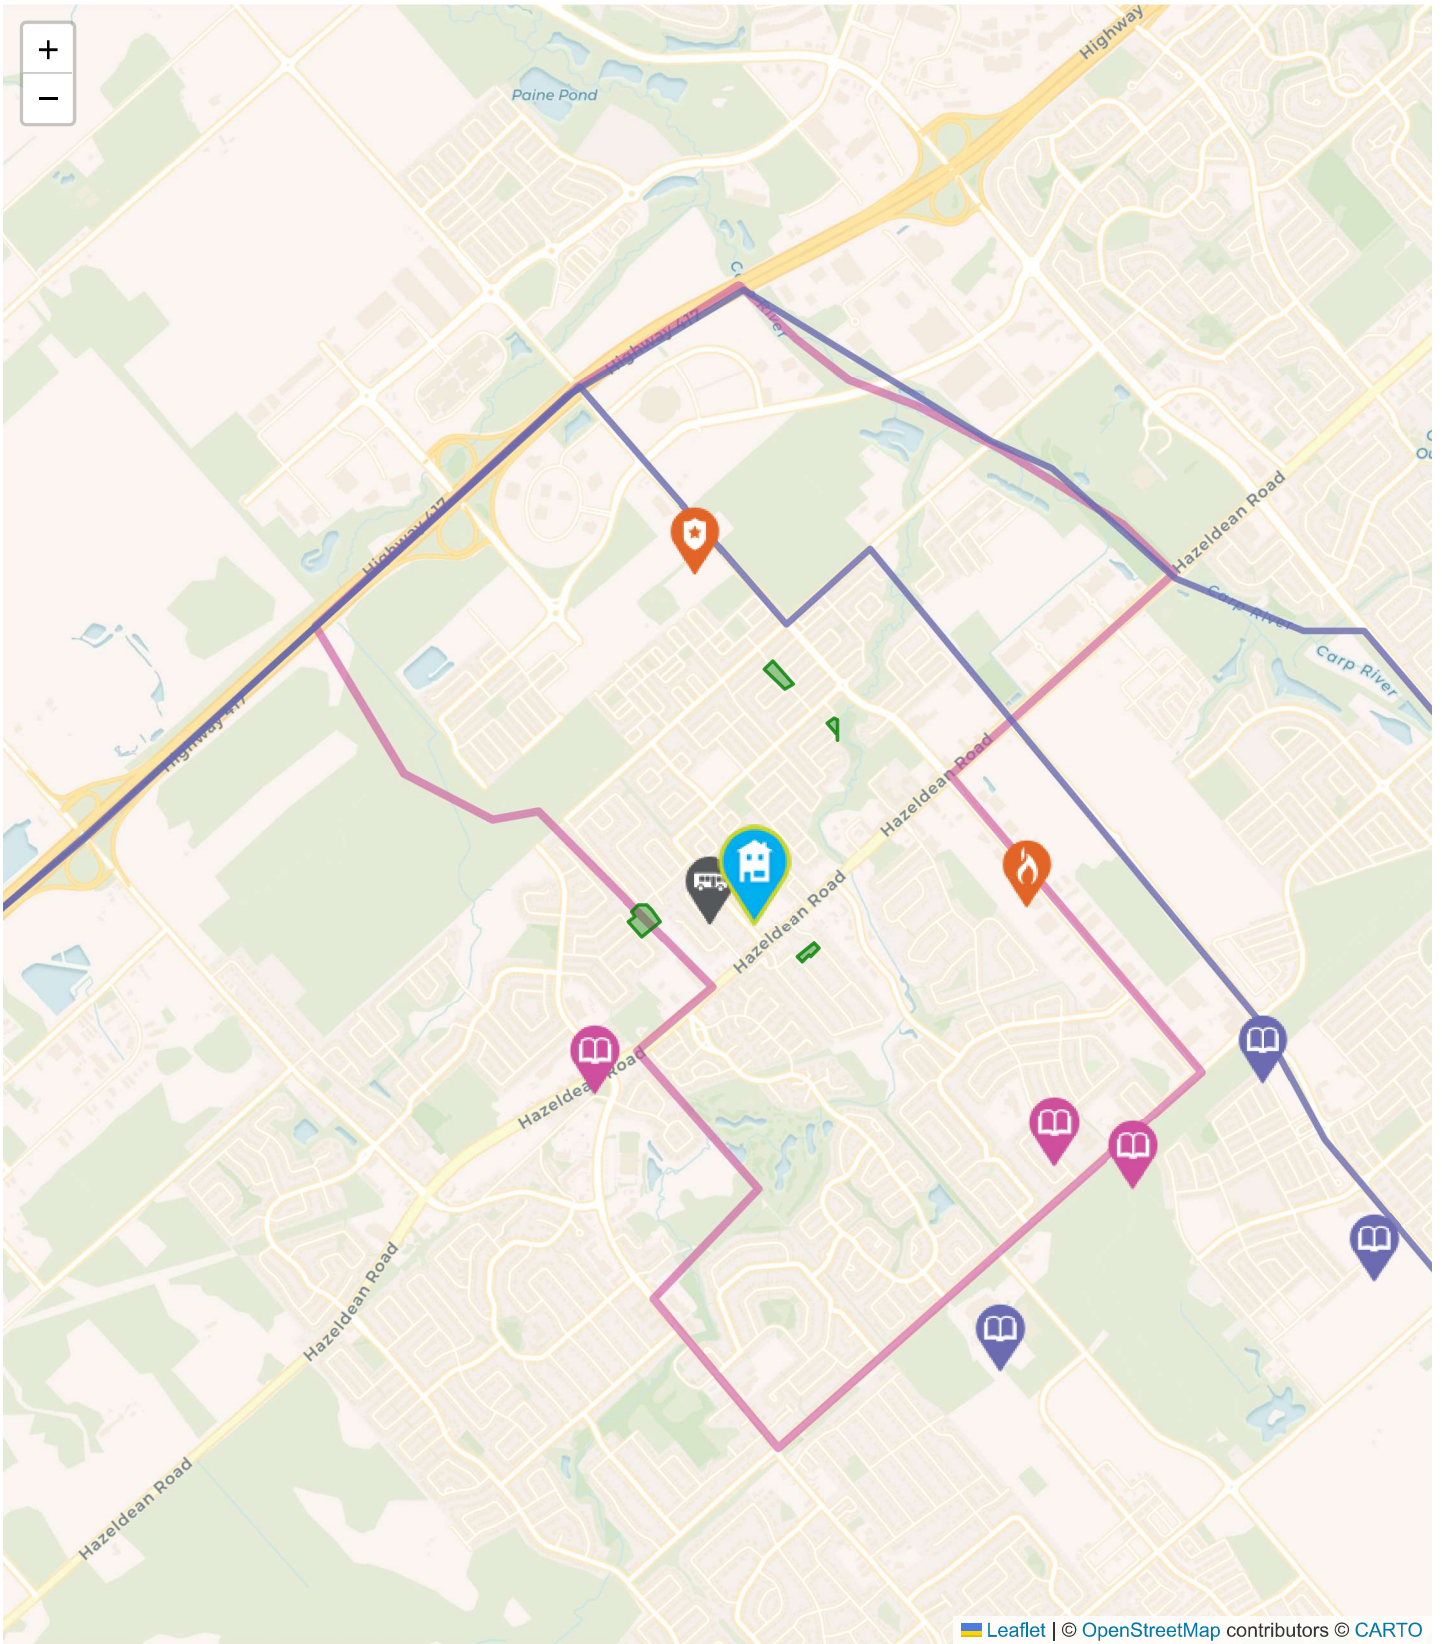 +
−
Paine Pond
Highway
River
Highway 417
Hazeldean Road
Highway 417
Carp River
Carp River
Highway 417
Hazeldean Road
Hazeldean Road
Hazeldean Road
Hazeldean Road
Hazeldean Road
Leaflet | © OpenStreetMap contributors © CARTO